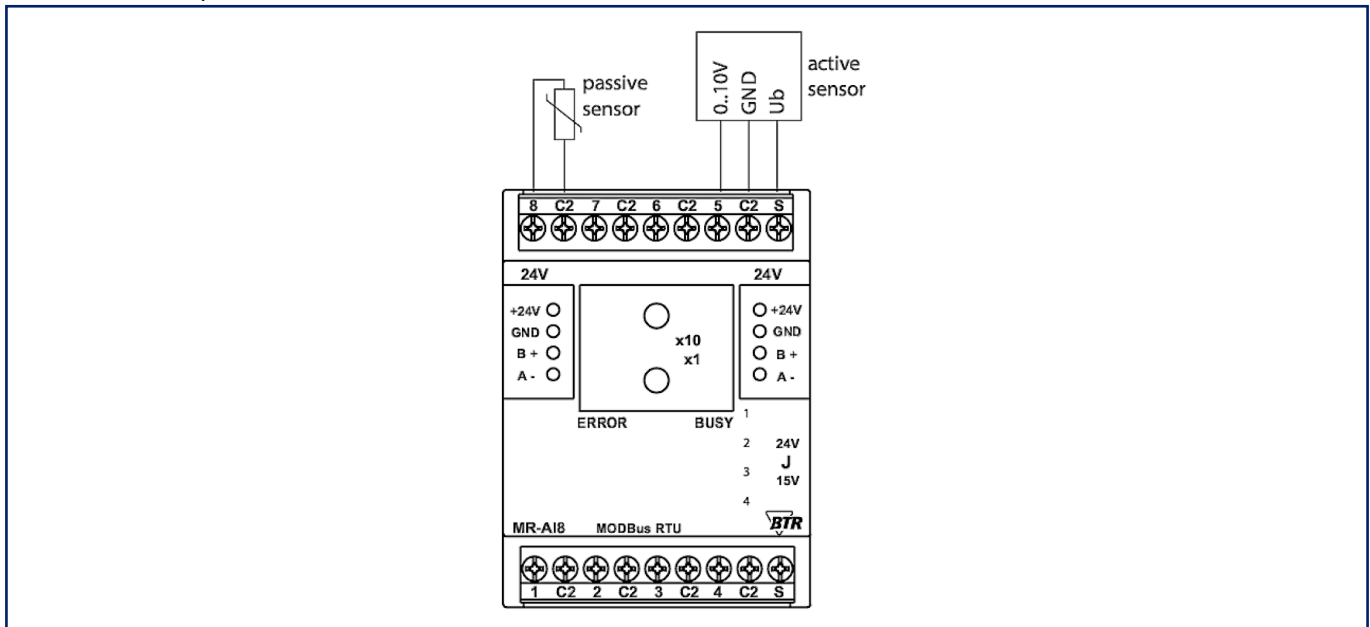 passive
sensor
0..10V
GND
Ub
active
sensor
8 C2 7 C2 6 C2 5 C2 S
24V 24V
+24V +24V
GND GND
B + B +
A - A -
x10
x1
ERROR BUSY
1
2 24V
J
3 15V
4
MR-AI8 MODBus RTU BTR
1 C2 2 C2 3 C2 4 C2 S